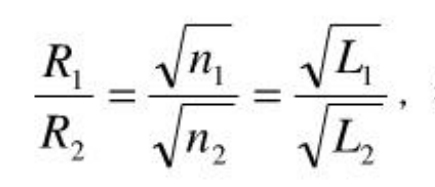 R₁/R₂ = √n₁/√n₂ = √L₁/√L₂ ,